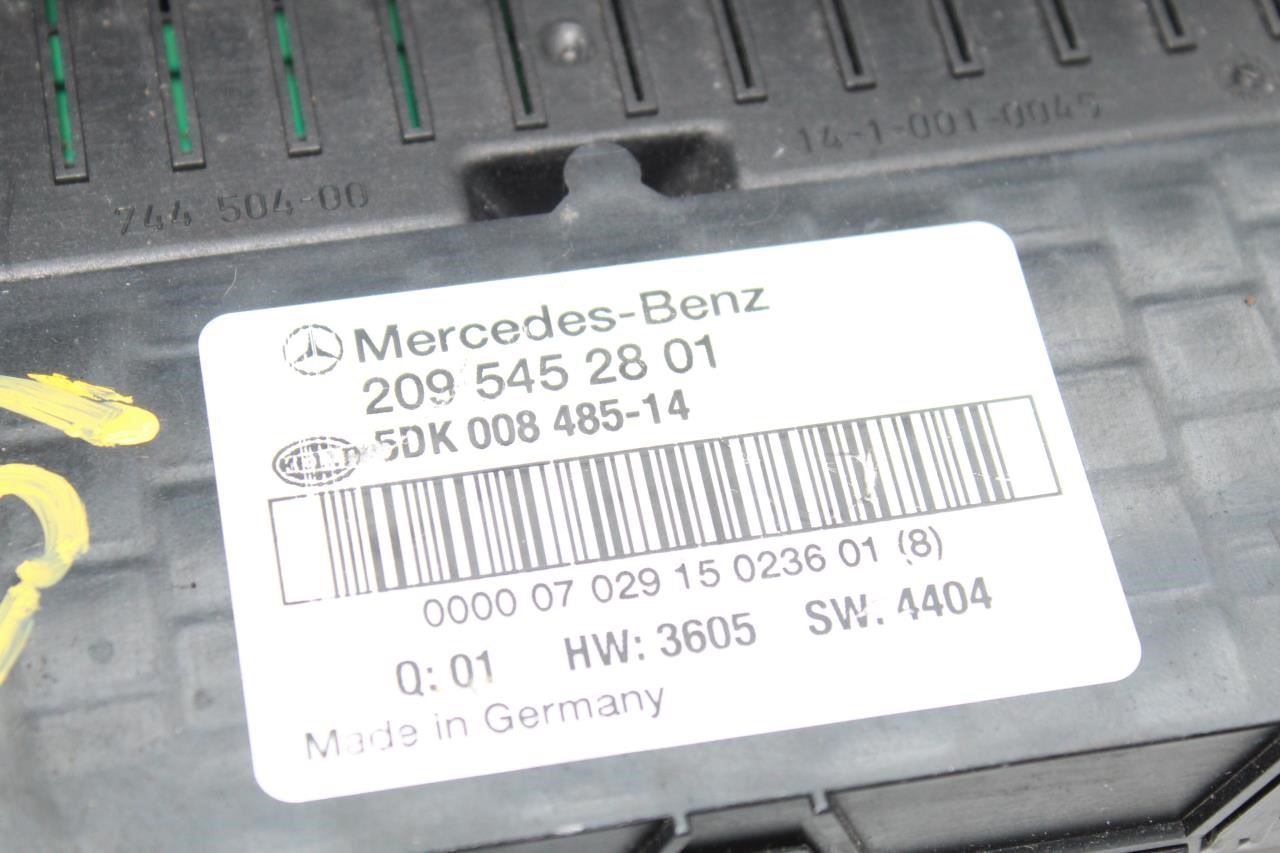 14-1-001-0045
744 504-00
Mercedes-Benz
209 545 28 01
5DK 008 485-14
0000 07 029 15 0236 01 (8)
Q: 01 HW: 3605 SW: 4404
Made in Germany